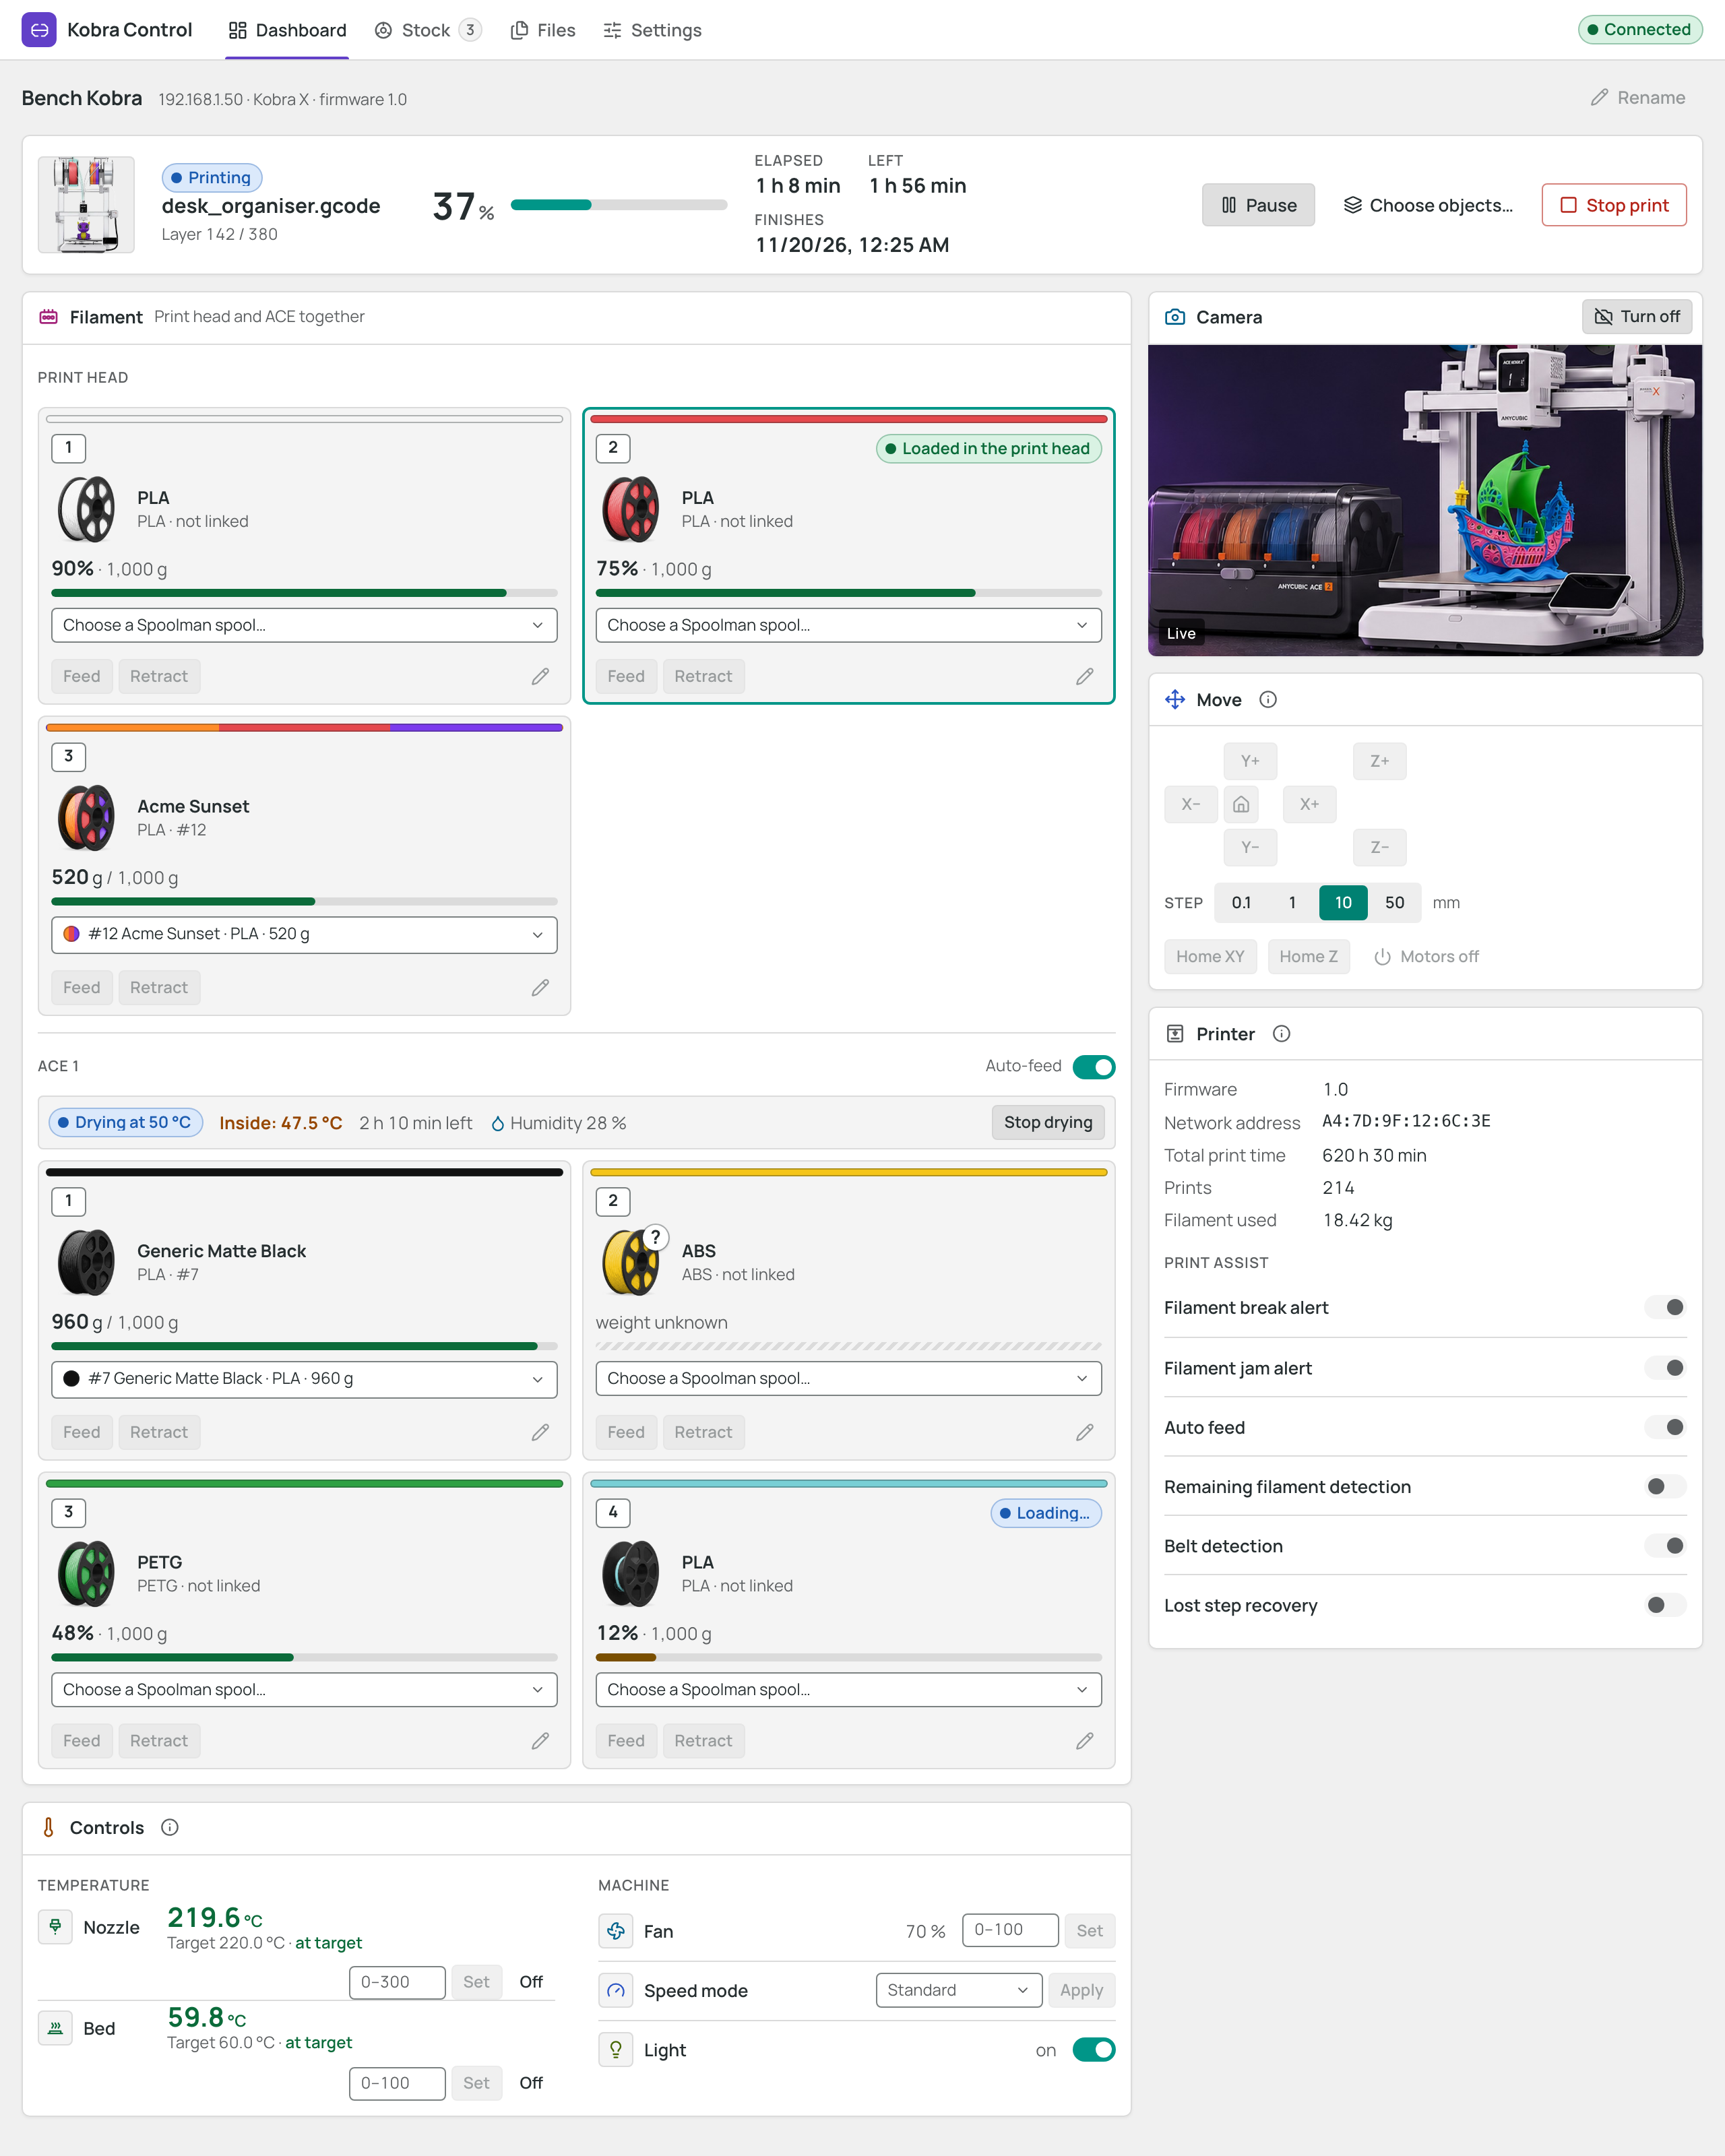 Kobra Control
Dashboard
Stock 3
Files
Settings
Connected
Bench Kobra 192.168.1.50 · Kobra X · firmware 1.0
Rename
Printing
desk_organiser.gcode
Layer 142 / 380
37%
ELAPSED
1 h 8 min
LEFT
1 h 56 min
FINISHES
11/20/26, 12:25 AM
Pause
Choose objects...
Stop print
Filament Print head and ACE together
PRINT HEAD
1
PLA
PLA · not linked
90% · 1,000 g
Choose a Spoolman spool...
Feed Retract
2
Loaded in the print head
PLA
PLA · not linked
75% · 1,000 g
Choose a Spoolman spool...
Feed Retract
3
Acme Sunset
PLA · #12
520 g / 1,000 g
#12 Acme Sunset · PLA · 520 g
Feed Retract
ACE 1
Auto-feed
Drying at 50 °C Inside: 47.5 °C 2 h 10 min left Humidity 28 %
Stop drying
1
Generic Matte Black
PLA · #7
960 g / 1,000 g
#7 Generic Matte Black · PLA · 960 g
Feed Retract
2
?
ABS
ABS · not linked
weight unknown
Choose a Spoolman spool...
Feed Retract
3
PETG
PETG · not linked
48% · 1,000 g
Choose a Spoolman spool...
Feed Retract
4
Loading...
PLA
PLA · not linked
12% · 1,000 g
Choose a Spoolman spool...
Feed Retract
Controls
TEMPERATURE
Nozzle
219.6 °C
Target 220.0 °C · at target
0–300 Set Off
Bed
59.8 °C
Target 60.0 °C · at target
0–100 Set Off
MACHINE
Fan 70 % 0–100 Set
Speed mode Standard Apply
Light on
Camera
Turn off
ANYCUBIC
ANYCUBIC ACE 2
Live
Move
Y+ Z+
X− X+
Y− Z−
STEP 0.1 1 10 50 mm
Home XY Home Z Motors off
Printer
Firmware 1.0
Network address A4:7D:9F:12:6C:3E
Total print time 620 h 30 min
Prints 214
Filament used 18.42 kg
PRINT ASSIST
Filament break alert
Filament jam alert
Auto feed
Remaining filament detection
Belt detection
Lost step recovery